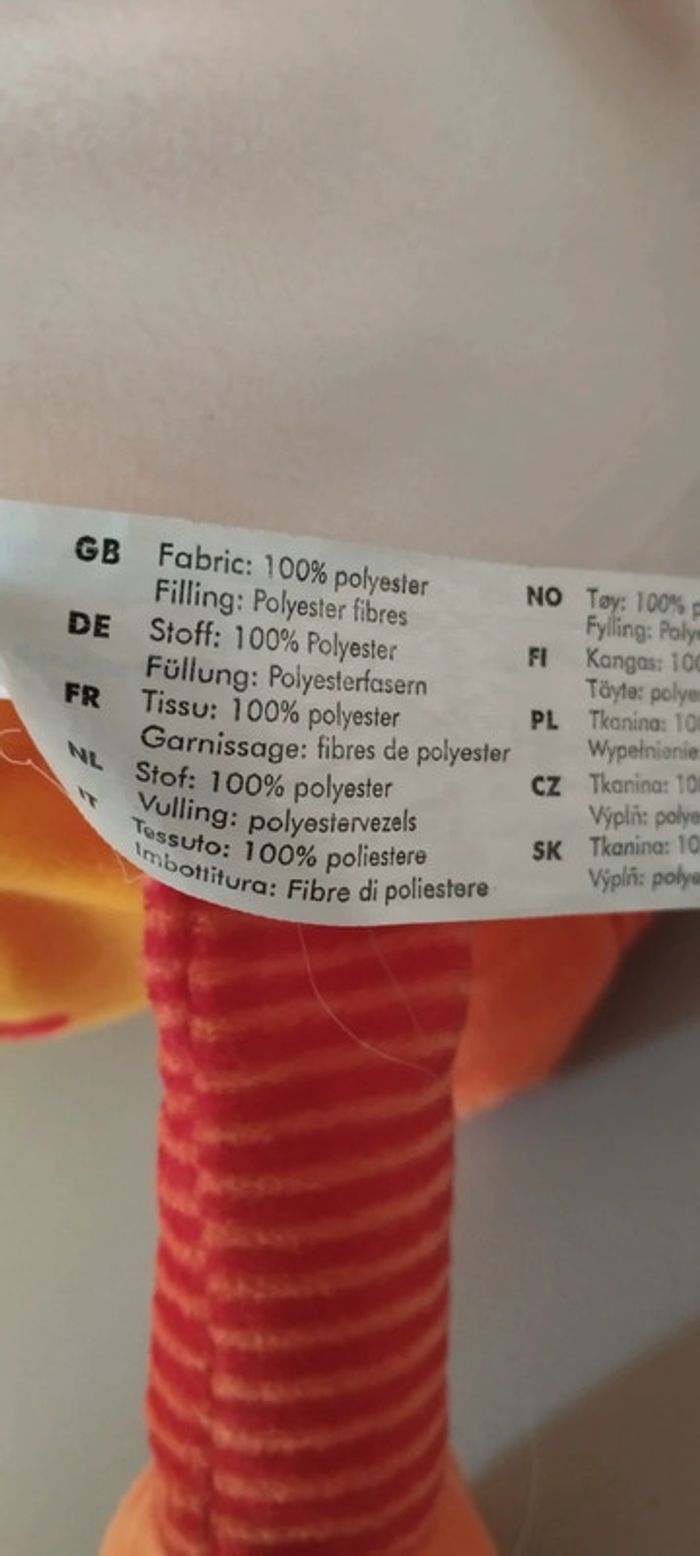 GB Fabric: 100% polyester
Filling: Polyester fibres
DE Stoff: 100% Polyester
Füllung: Polyesterfasern
FR Tissu: 100% polyester
Garnissage: fibres de polyester
NL Stof: 100% polyester
Vulling: polyestervezels
IT Tessuto: 100% poliestere
Imbottitura: Fibre di poliestere
NO Tøy: 100%
Fylling:
FI Kangas:
Täyte:
PL Tkanina:
Wypełnienie
CZ Tkanina:
Výplň:
SK Tkanina:
Výplň: